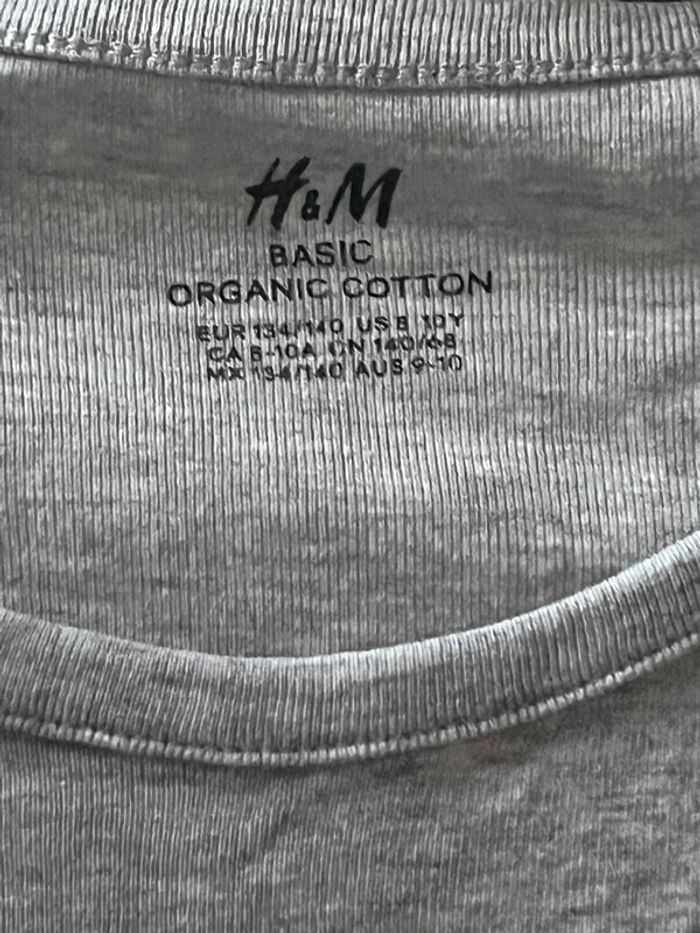 H&M
BASIC
ORGANIC COTTON
EUR 134/140 US 8 10Y
CA 8-10A CN 140/68
MX 134/140 AUS 9-10